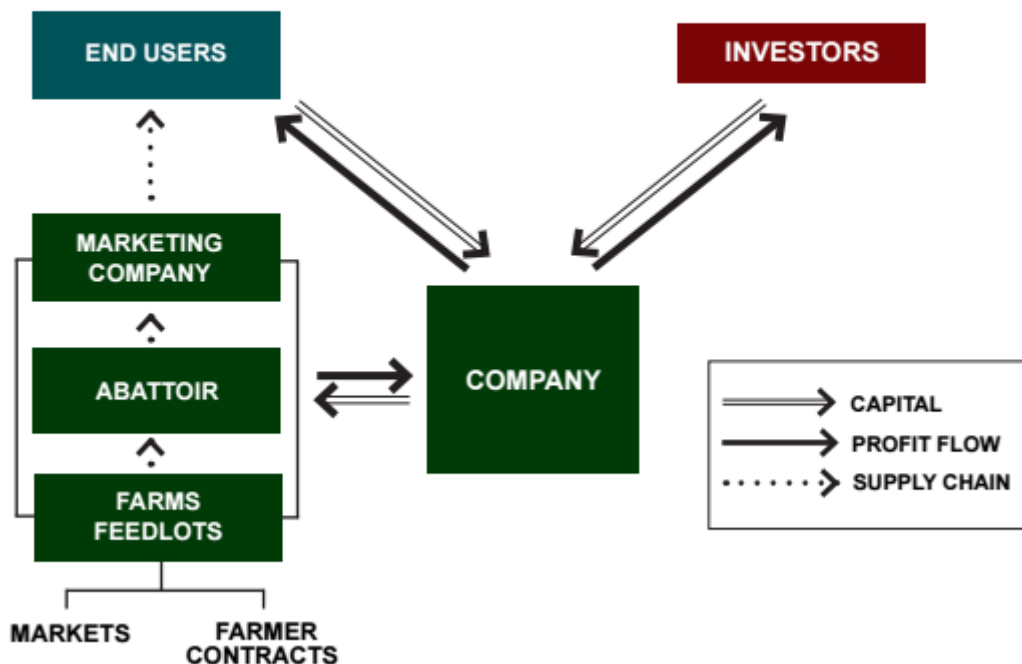 END USERS
INVESTORS
MARKETING
COMPANY
ABATTOIR
COMPANY
FARMS
FEEDLOTS
MARKETS
FARMER
CONTRACTS
CAPITAL
PROFIT FLOW
SUPPLY CHAIN